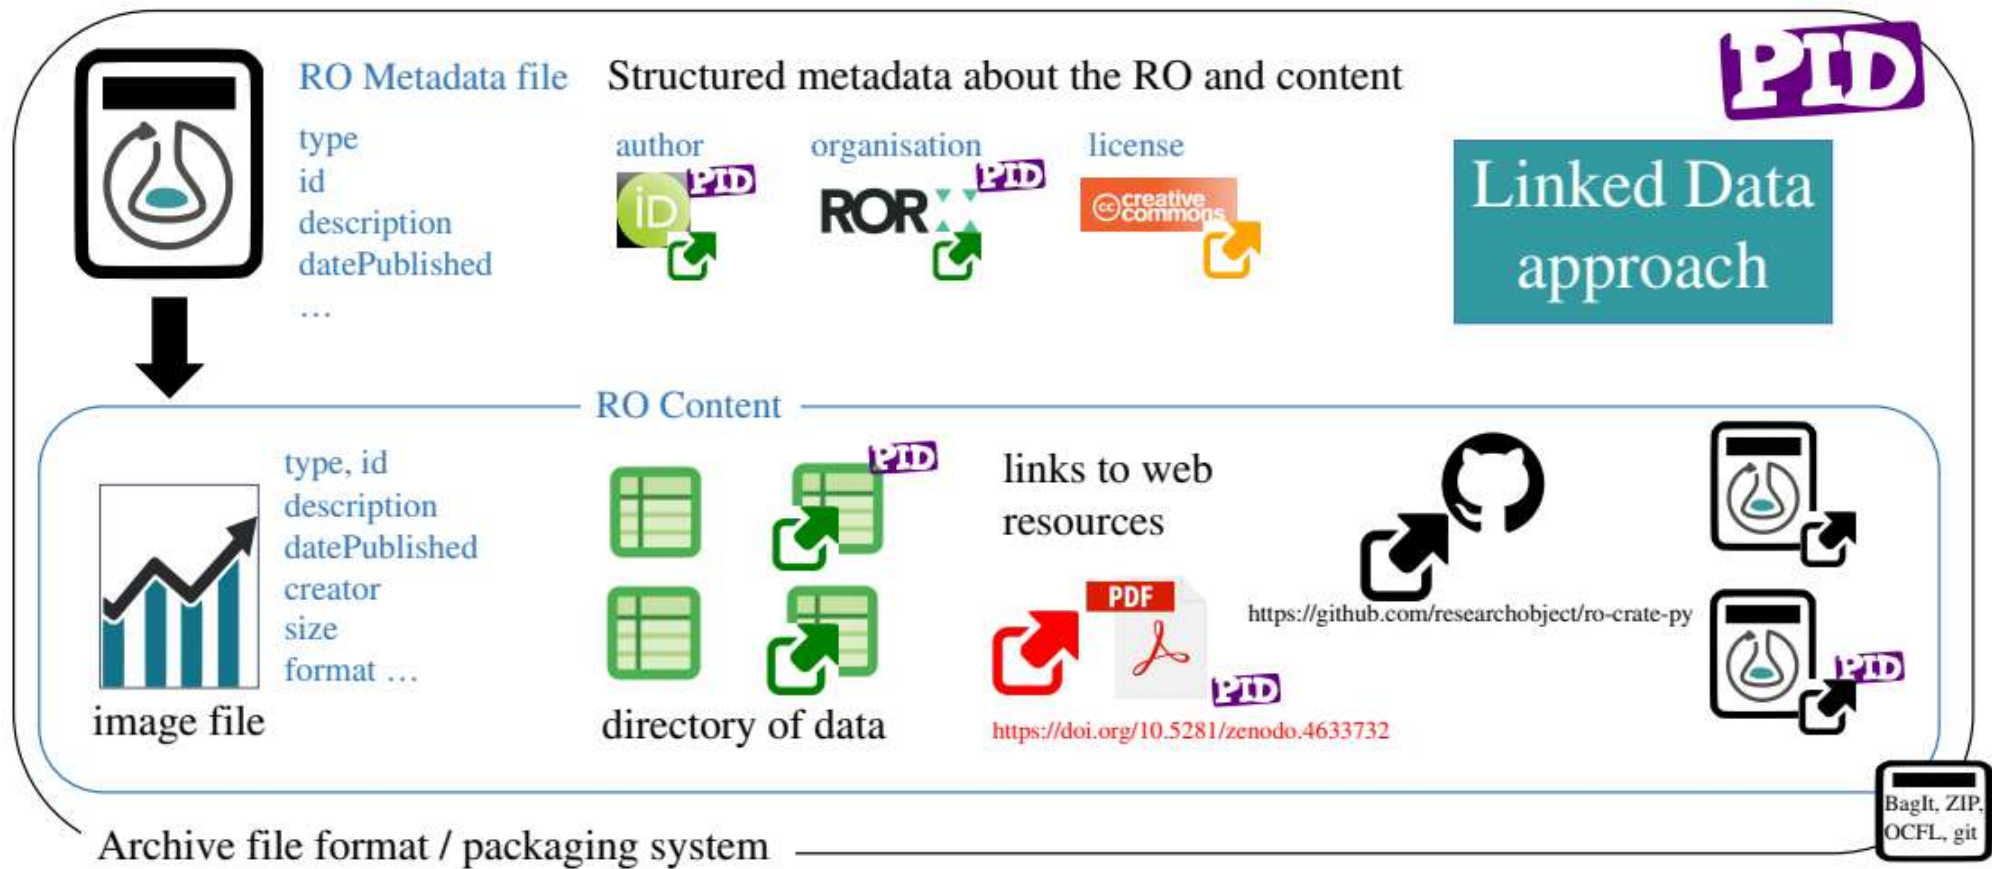 PID
RO Metadata file
Structured metadata about the RO and content
type
id
description
datePublished
…
author
organisation
license
iD
PID
ROR
PID
cc creative
commons
Linked Data
approach
RO Content
type, id
description
datePublished
creator
size
format …
image file
PID
directory of data
links to web
resources
PDF
PID
https://doi.org/10.5281/zenodo.4633732
https://github.com/researchobject/ro-crate-py
PID
Archive file format / packaging system
BagIt, ZIP,
OCFL, git